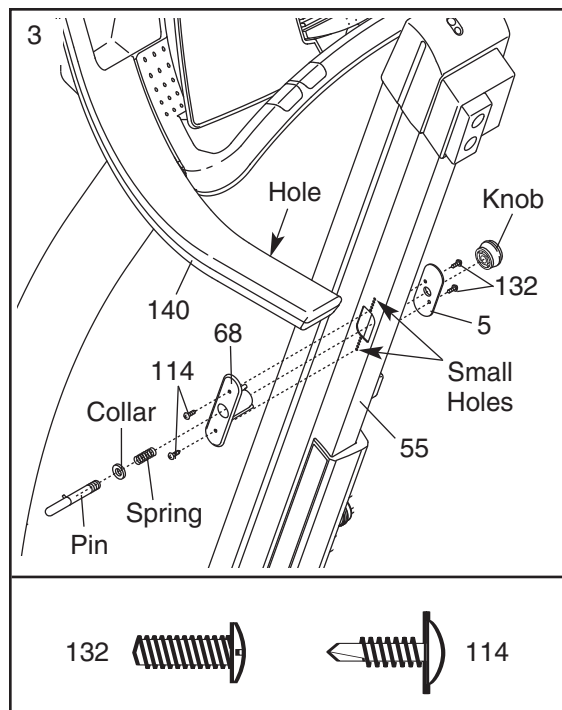 3
Hole
Knob
132
140
5
68
Small
Holes
114
Collar
55
Spring
Pin
132
114